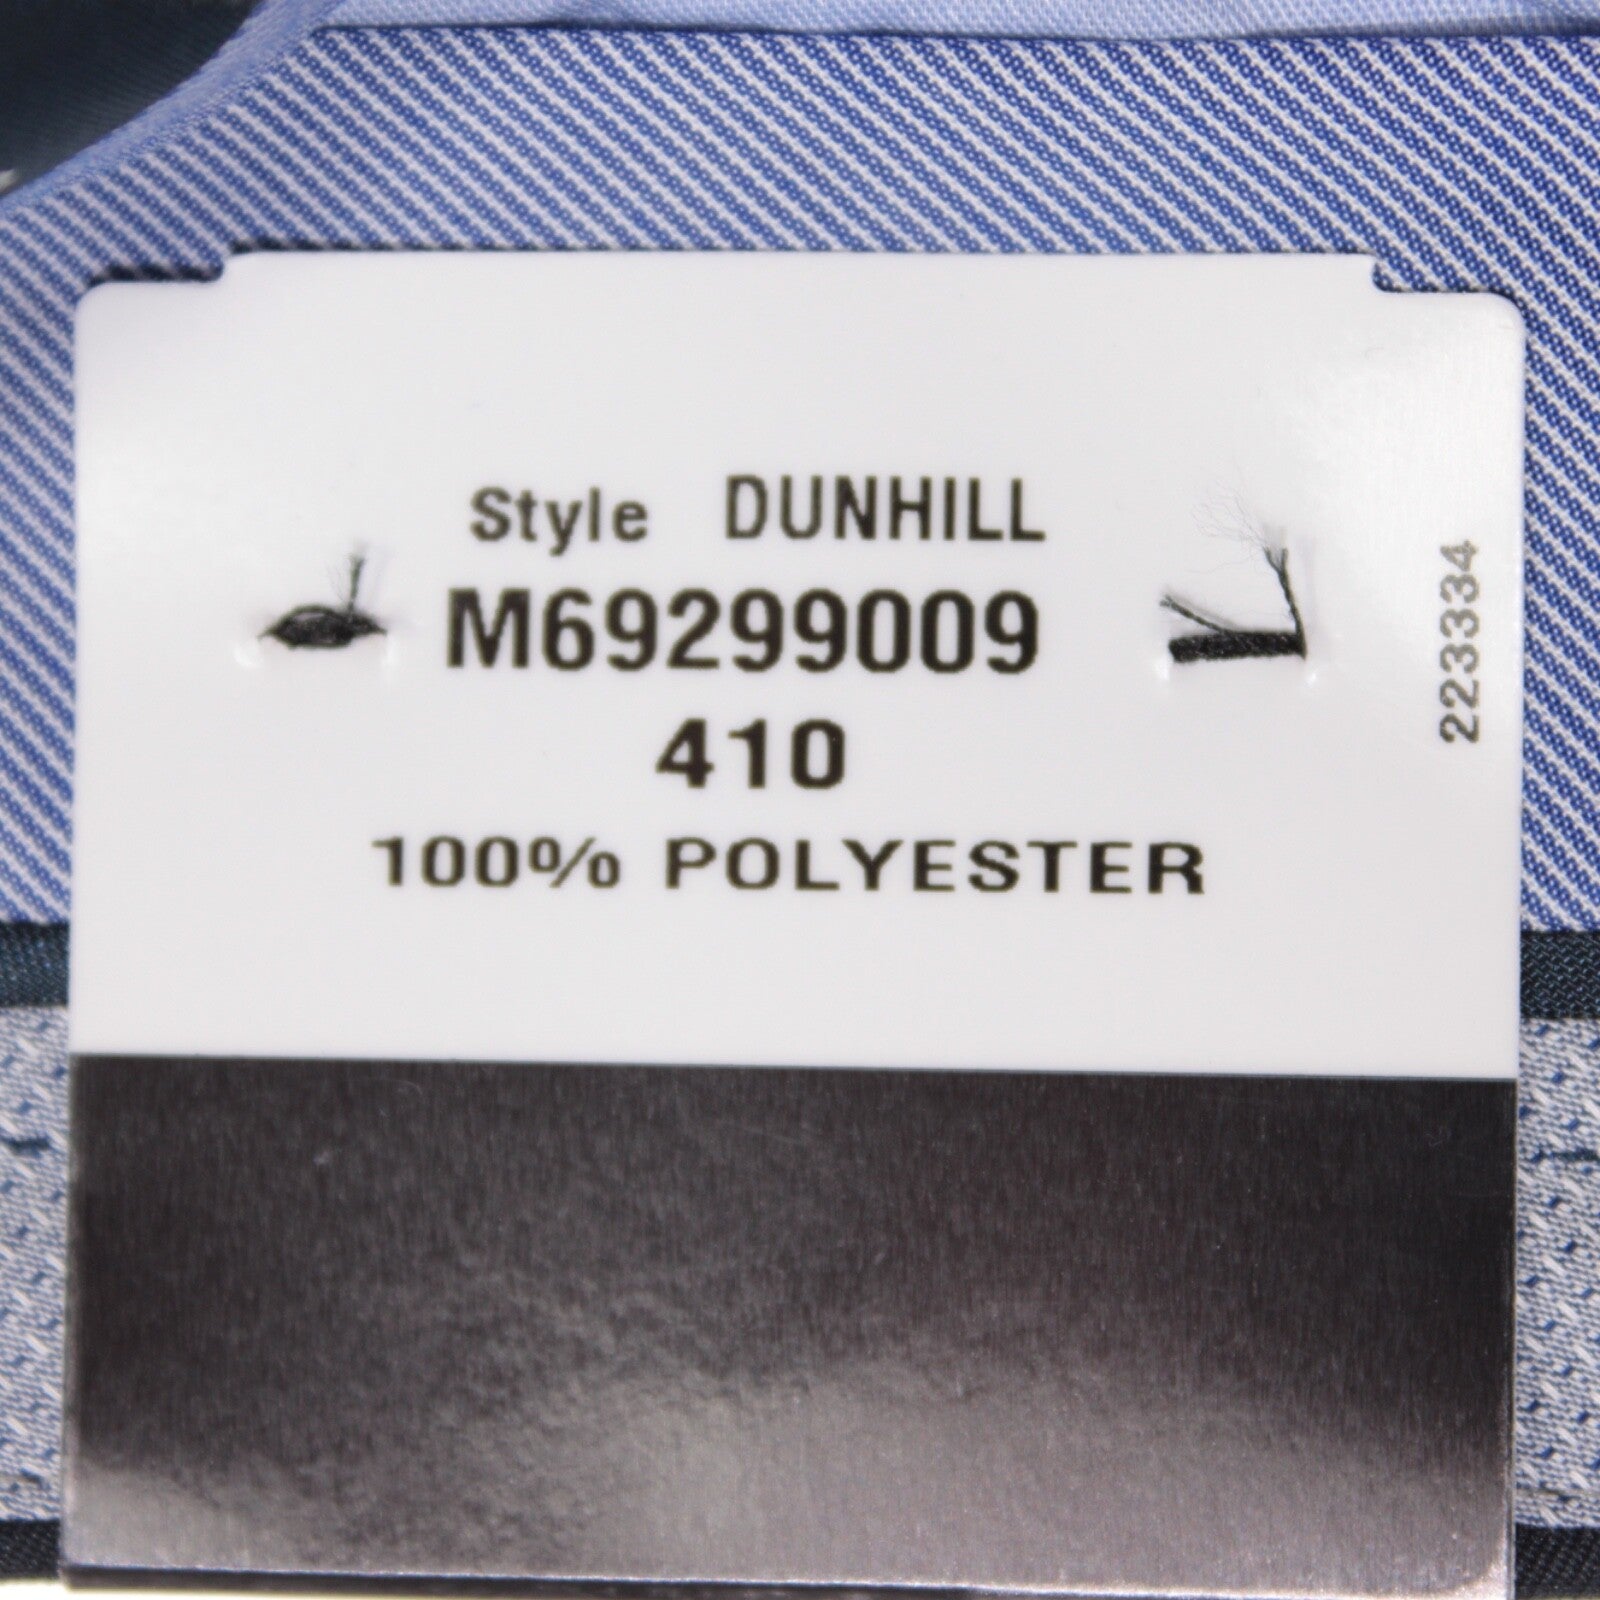 Style DUNHILL
M69299009
410
100% POLYESTER
223334